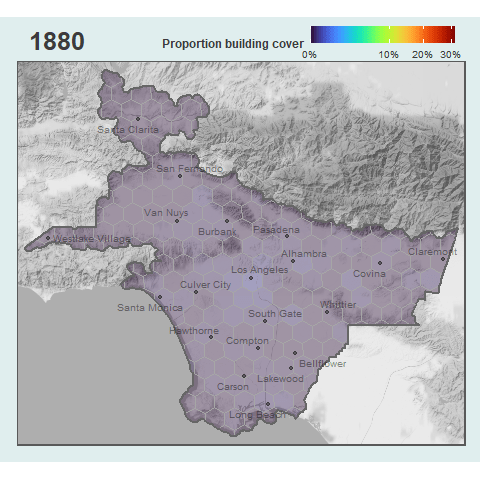 1880
Proportion building cover
0% 10% 20% 30%
Santa Clarita
San Fernando
Van Nuys
Burbank
Pasadena
Westlake Village
Alhambra
Claremont
Los Angeles
Covina
Culver City
Santa Monica
Whittier
South Gate
Hawthorne
Compton
Bellflower
Lakewood
Carson
Long Beach